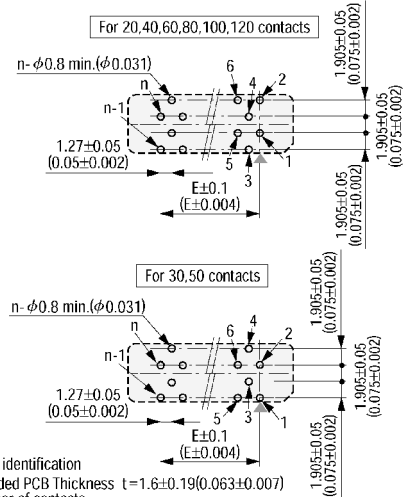 For 20,40,60,80,100,120 contacts
n-ϕ0.8 min.(ϕ0.031)
n
n-1
6
4
2
1.27±0.05
(0.05±0.002)
5
3
1
E±0.1
(E±0.004)
1.905±0.05
(0.075±0.002)
1.905±0.05
(0.075±0.002)
1.905±0.05
(0.075±0.002)
For 30,50 contacts
n-ϕ0.8 min.(ϕ0.031)
n
n-1
6
4
2
1.27±0.05
(0.05±0.002)
5
3
1
E±0.1
(E±0.004)
1.905±0.05
(0.075±0.002)
1.905±0.05
(0.075±0.002)
1.905±0.05
(0.075±0.002)
identification
PCB Thickness t=1.6±0.19(0.063±0.007)
of contacts